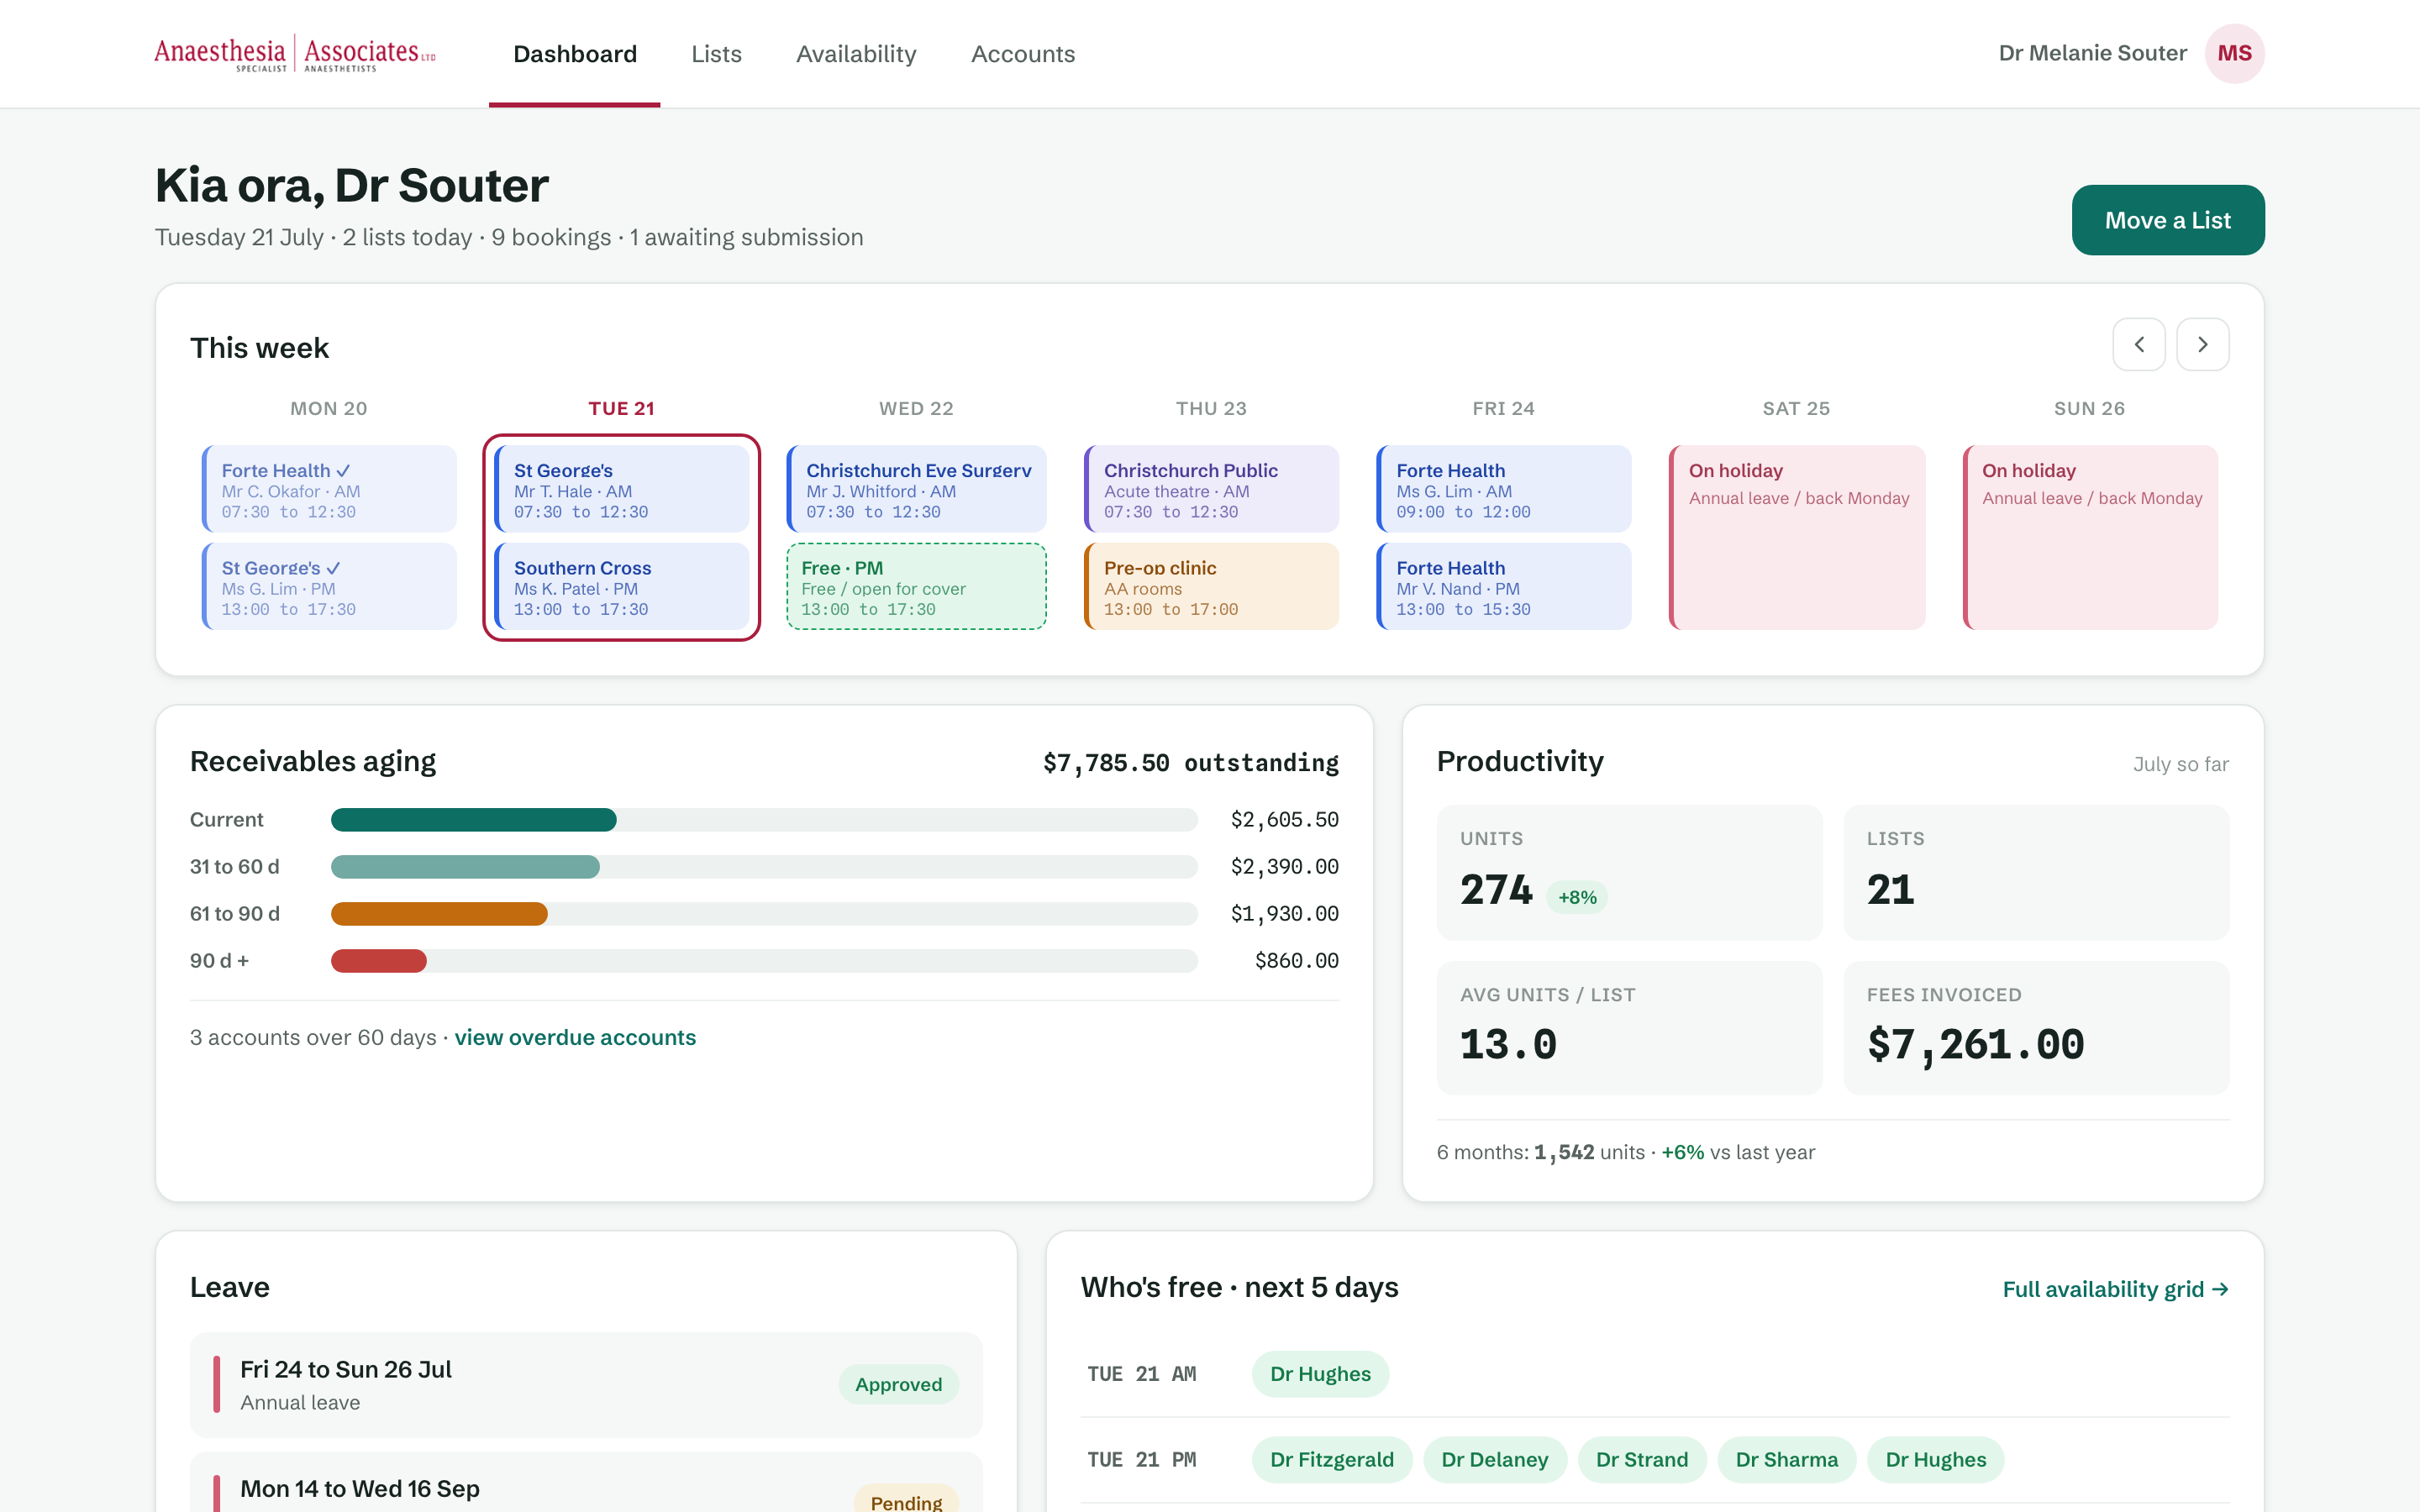 Anaesthesia | Associates LTD
SPECIALIST ANAESTHETISTS
Dashboard
Lists
Availability
Accounts
Dr Melanie Souter
MS
Kia ora, Dr Souter
Tuesday 21 July · 2 lists today · 9 bookings · 1 awaiting submission
Move a List
This week
MON 20
TUE 21
WED 22
THU 23
FRI 24
SAT 25
SUN 26
Forte Health ✓
Mr C. Okafor · AM
07:30 to 12:30
St George's ✓
Ms G. Lim · PM
13:00 to 17:30
St George's
Mr T. Hale · AM
07:30 to 12:30
Southern Cross
Ms K. Patel · PM
13:00 to 17:30
Christchurch Eye Surgery
Mr J. Whitford · AM
07:30 to 12:30
Free · PM
Free / open for cover
13:00 to 17:30
Christchurch Public
Acute theatre · AM
07:30 to 12:30
Pre-op clinic
AA rooms
13:00 to 17:00
Forte Health
Ms G. Lim · AM
09:00 to 12:00
Forte Health
Mr V. Nand · PM
13:00 to 15:30
On holiday
Annual leave / back Monday
On holiday
Annual leave / back Monday
Receivables aging
$7,785.50 outstanding
Current $2,605.50
31 to 60 d $2,390.00
61 to 90 d $1,930.00
90 d + $860.00
3 accounts over 60 days · view overdue accounts
Productivity
July so far
UNITS
274 +8%
LISTS
21
AVG UNITS / LIST
13.0
FEES INVOICED
$7,261.00
6 months: 1,542 units · +6% vs last year
Leave
Fri 24 to Sun 26 Jul
Annual leave
Approved
Mon 14 to Wed 16 Sep
Pending
Who's free · next 5 days
Full availability grid →
TUE 21 AM Dr Hughes
TUE 21 PM Dr Fitzgerald Dr Delaney Dr Strand Dr Sharma Dr Hughes